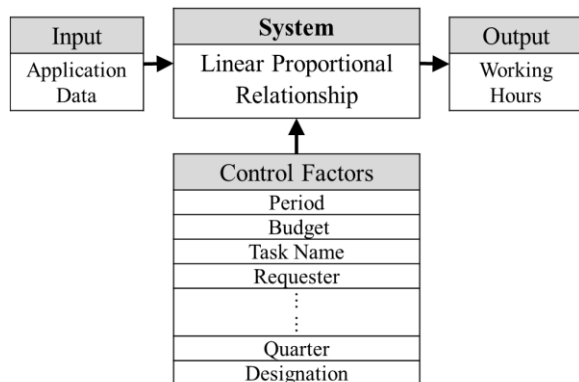 Input
Application
Data
System
Linear Proportional
Relationship
Output
Working
Hours
Control Factors
Period
Budget
Task Name
Requester
Quarter
Designation